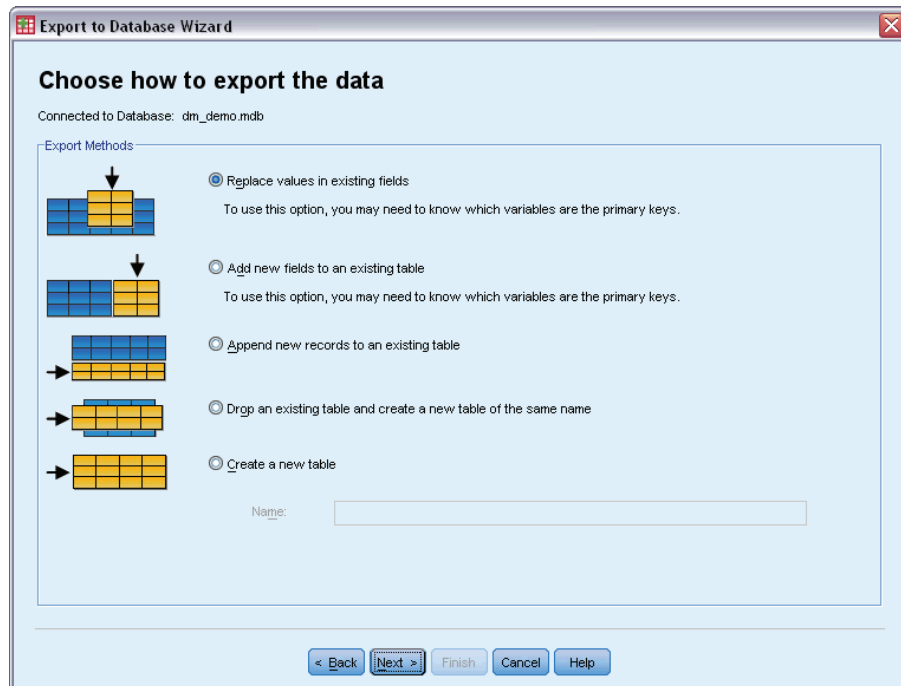 Export to Database Wizard
Choose how to export the data
Connected to Database: dm_demo.mdb
Export Methods
Replace values in existing fields
To use this option, you may need to know which variables are the primary keys.
Add new fields to an existing table
To use this option, you may need to know which variables are the primary keys.
Append new records to an existing table
Drop an existing table and create a new table of the same name
Create a new table
Name:
< Back Next > Finish Cancel Help